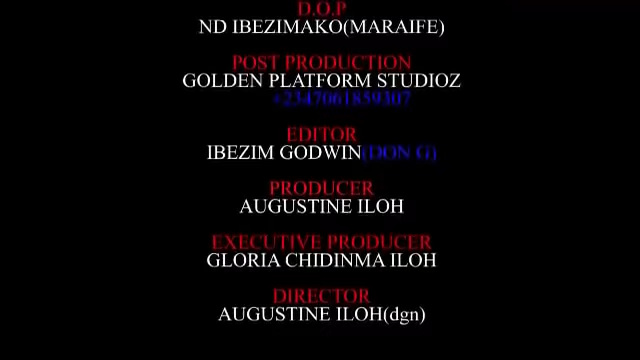 D.O.P
ND IBEZIMAKO(MARAIFE)
POST PRODUCTION
GOLDEN PLATFORM STUDIOZ
+2347061859307
EDITOR
IBEZIM GODWIN(DON G)
PRODUCER
AUGUSTINE ILOH
EXECUTIVE PRODUCER
GLORIA CHIDINMA ILOH
DIRECTOR
AUGUSTINE ILOH(dgn)